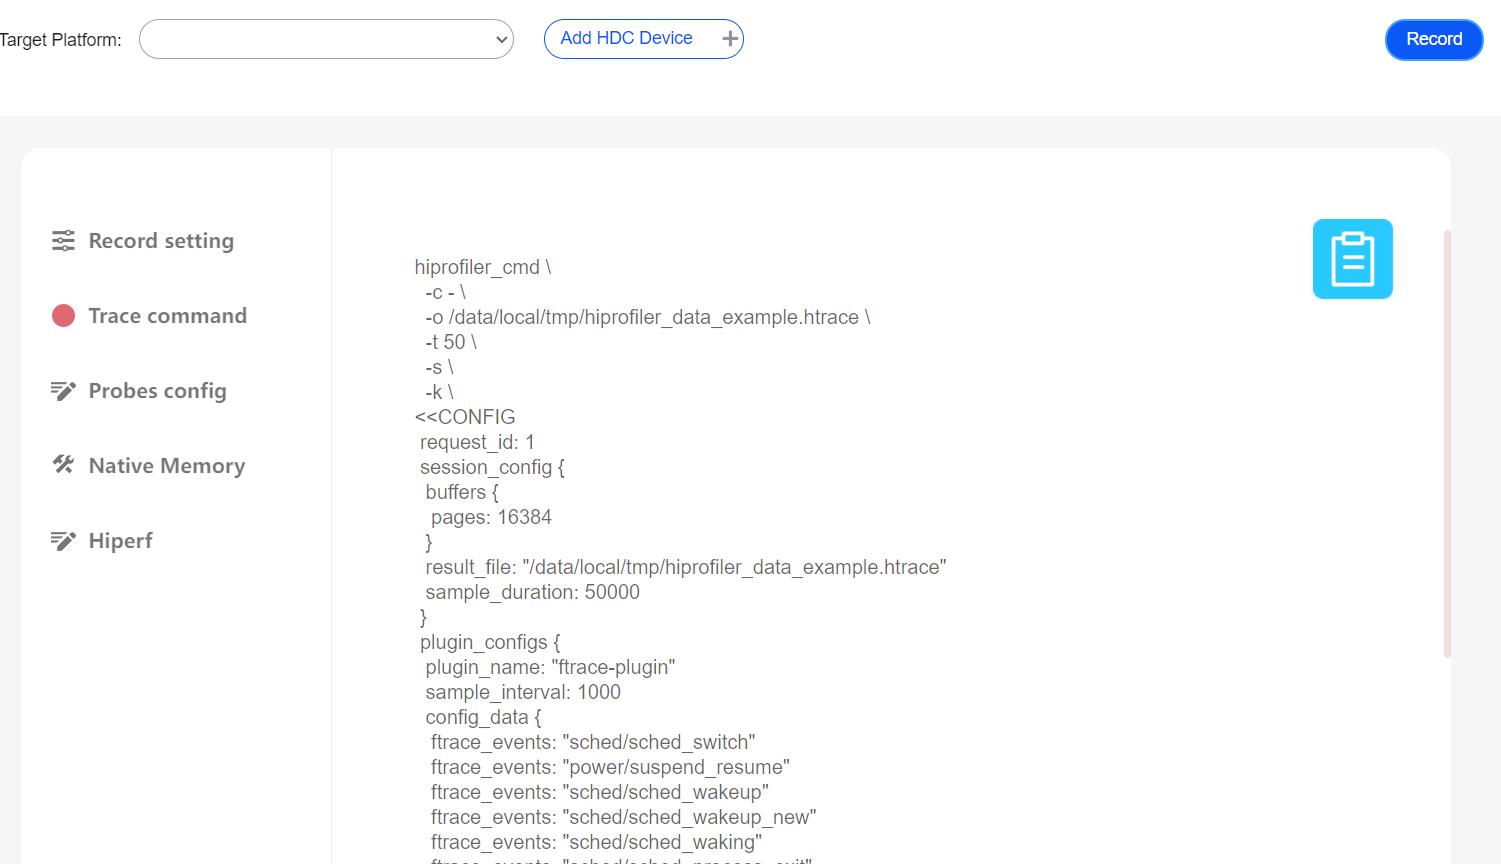 Target Platform:
Add HDC Device
Record
Record setting
Trace command
Probes config
Native Memory
Hiperf
hiprofiler_cmd \
-c - \
-o /data/local/tmp/hiprofiler_data_example.htrace \
-t 50 \
-s \
-k \
<<CONFIG
request_id: 1
session_config {
buffers {
pages: 16384
}
result_file: "/data/local/tmp/hiprofiler_data_example.htrace"
sample_duration: 50000
}
plugin_configs {
plugin_name: "ftrace-plugin"
sample_interval: 1000
config_data {
ftrace_events: "sched/sched_switch"
ftrace_events: "power/suspend_resume"
ftrace_events: "sched/sched_wakeup"
ftrace_events: "sched/sched_wakeup_new"
ftrace_events: "sched/sched_waking"
ftrace_events: "sched/sched_process_exit"